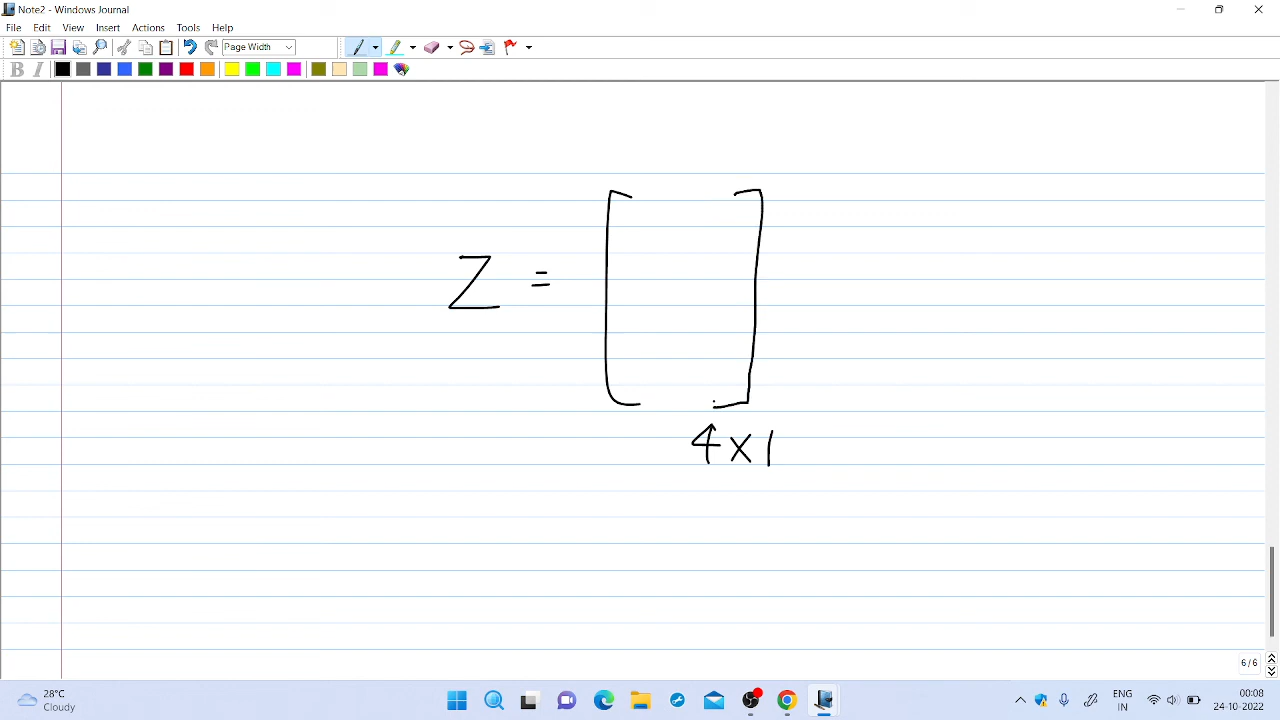 Note2 - Windows Journal
File Edit View Insert Actions Tools Help
Page Width
B I
Z = [ ]
4 x 1
6/6
28°C
Cloudy
ENG
IN
00:08
24-10-2022